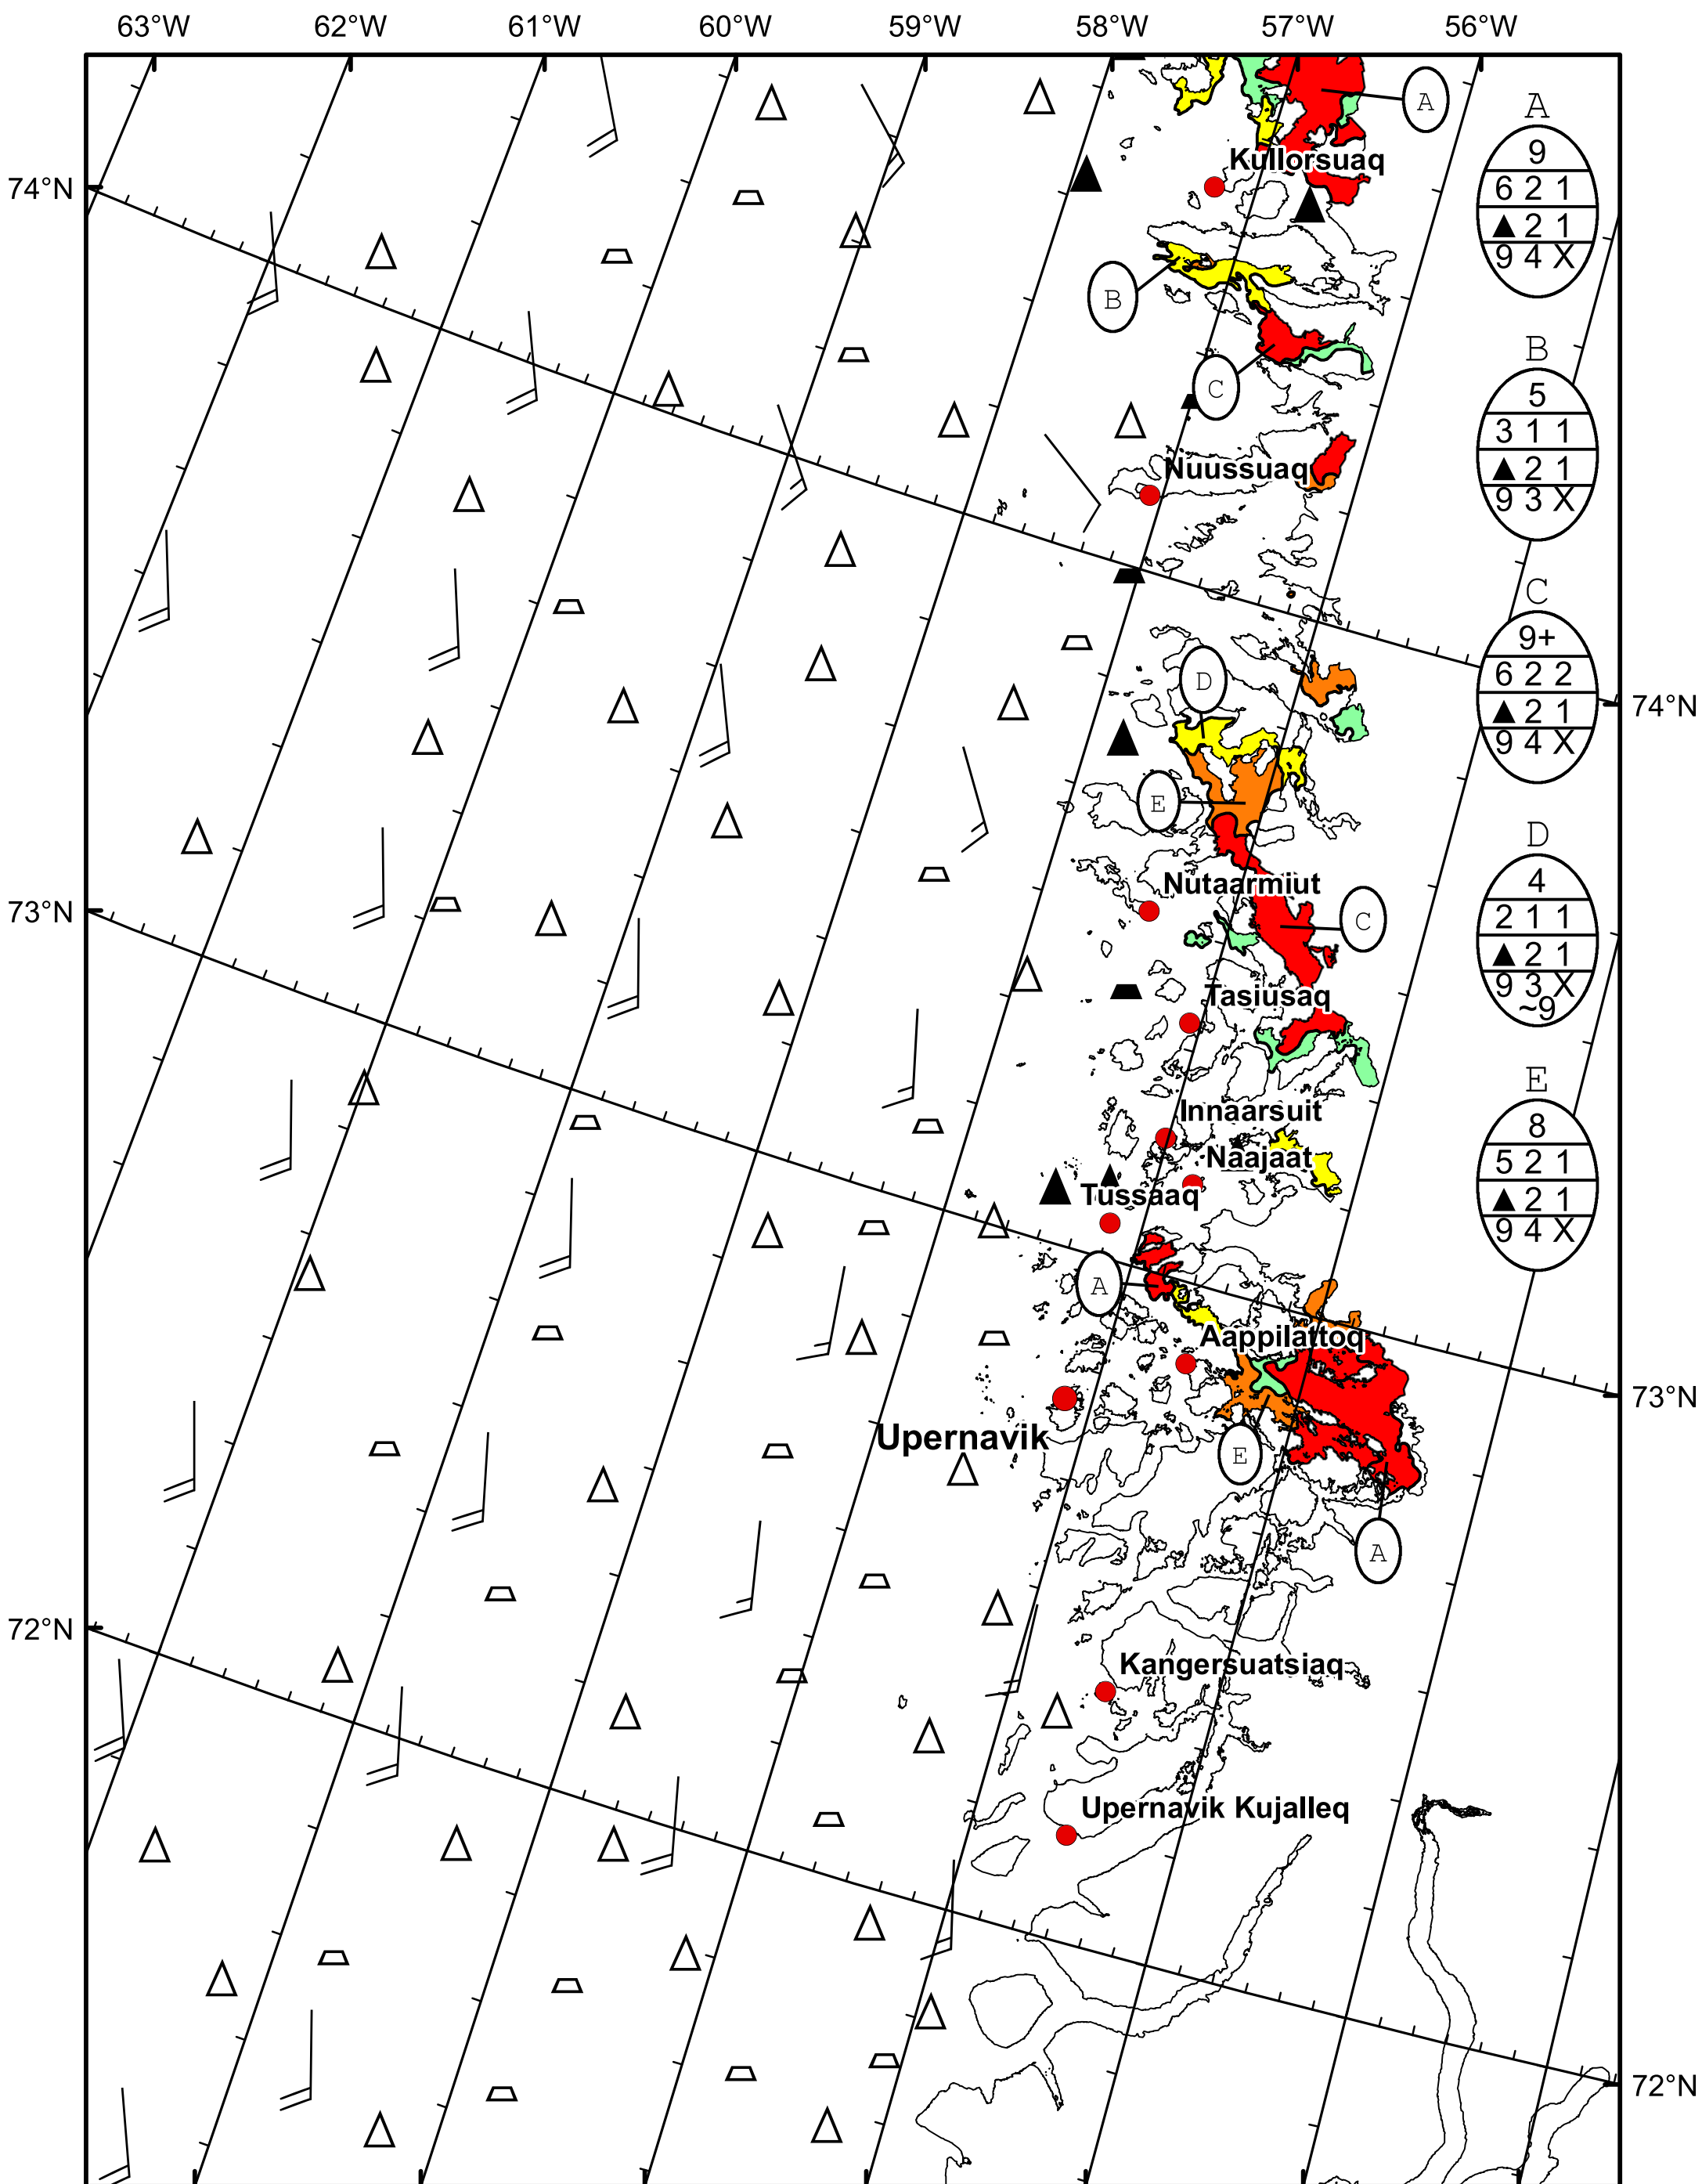 63°W 62°W 61°W 60°W 59°W 58°W 57°W 56°W
A
A
9
6 2 1
▲ 2 1
9 4 X
Kullorsuaq
74°N
B
B
5
3 1 1
▲ 2 1
9 3 X
C
Nuussuaq
C
9+
6 2 2
▲ 2 1
9 4 X
74°N
D
E
D
4
2 1 1
▲ 2 1
9 3 X
~9
Nutaarmiut
73°N
C
Tasiusaq
E
8
5 2 1
▲ 2 1
9 4 X
Innaarsuit
Naajaat
Tussaaq
A
Aappilattoq
73°N
Upernavik
E
A
72°N
Kangersuatsiaq
Upernavik Kujalleq
72°N